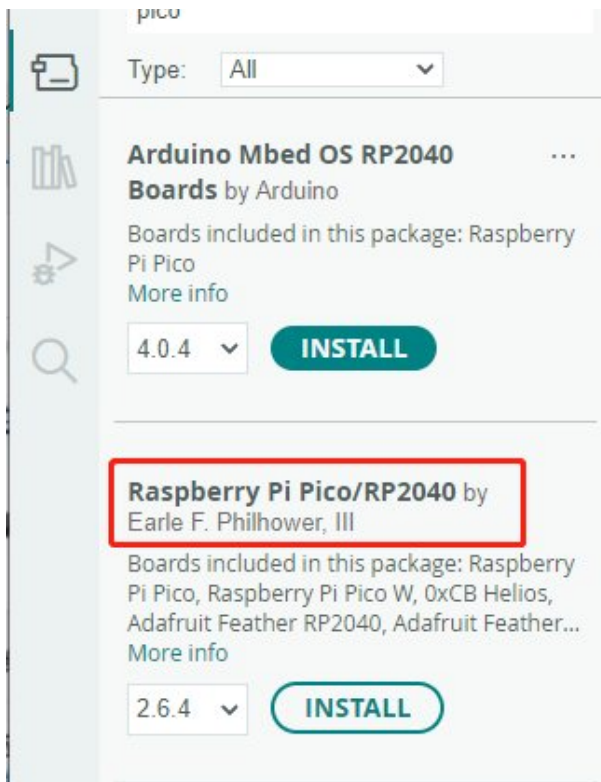 pico
Type: All
Arduino Mbed OS RP2040
Boards by Arduino
Boards included in this package: Raspberry
Pi Pico
More info
4.0.4 INSTALL
Raspberry Pi Pico/RP2040 by
Earle F. Philhower, III
Boards included in this package: Raspberry
Pi Pico, Raspberry Pi Pico W, 0xCB Helios,
Adafruit Feather RP2040, Adafruit Feather...
More info
2.6.4 INSTALL